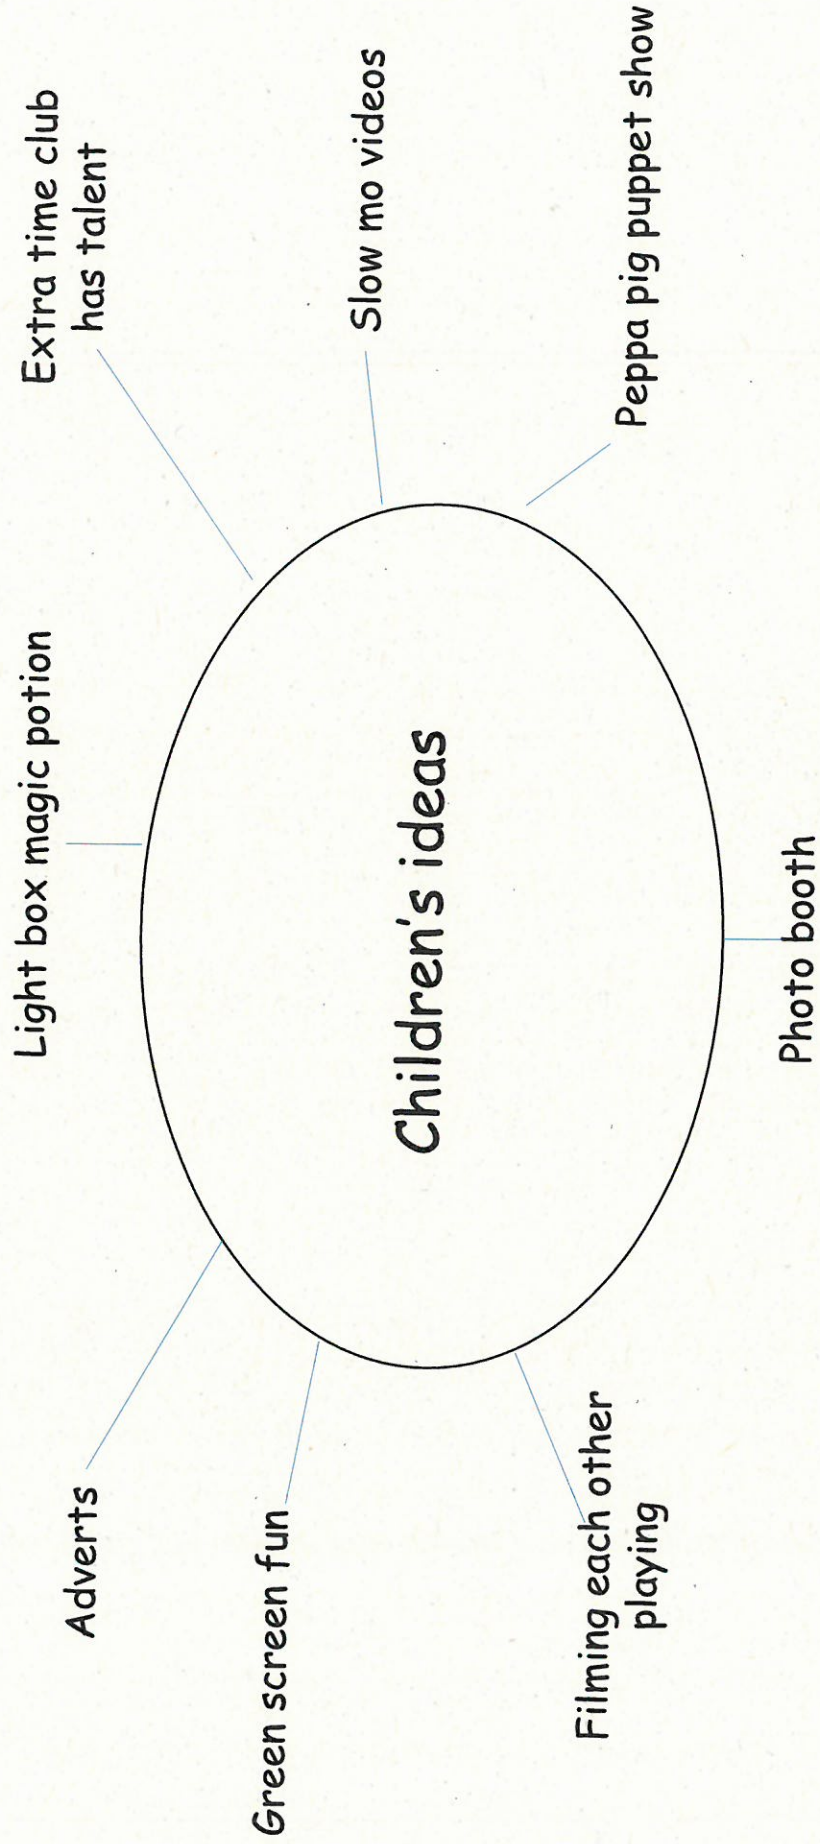 Light box magic potion
Extra time club
has talent
Adverts
Slow mo videos
Green screen fun
Children's ideas
Peppa pig puppet show
Filming each other
playing
Photo booth